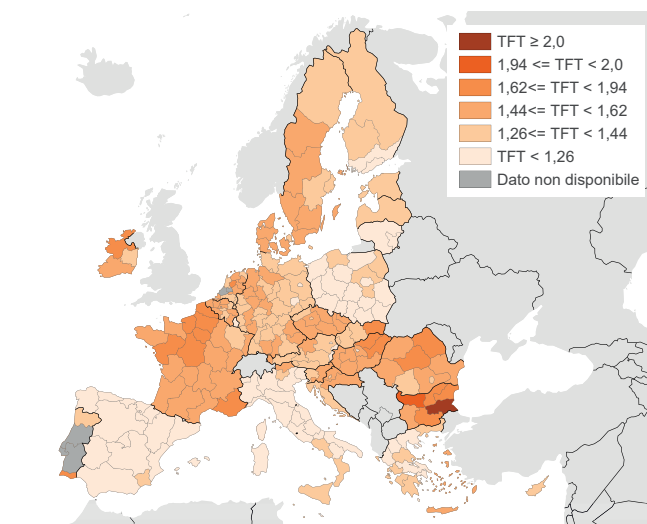 TFT ≥ 2,0
1,94 <= TFT < 2,0
1,62<= TFT < 1,94
1,44<= TFT < 1,62
1,26<= TFT < 1,44
TFT < 1,26
Dato non disponibile